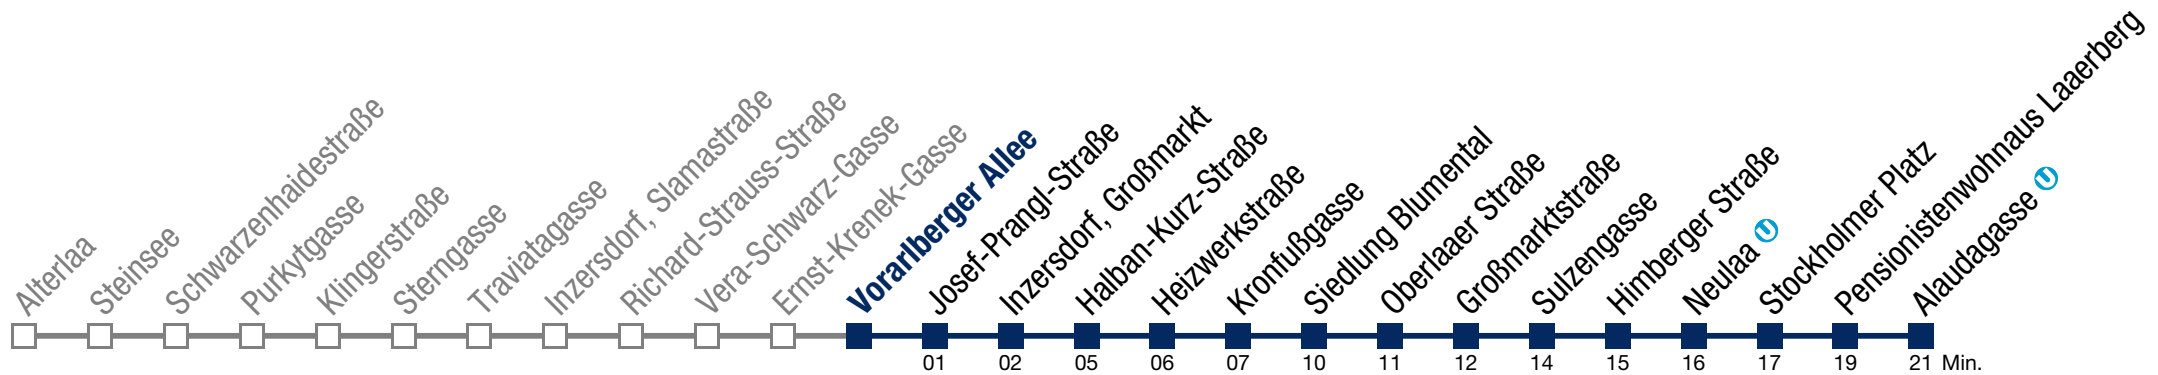 Alterlaa
Steinsee
Schwarzenhaidestraße
Purkytgasse
Klingerstraße
Sterngasse
Traviatagasse
Inzersdorf, Slamastraße
Richard-Strauss-Straße
Vera-Schwarz-Gasse
Ernst-Krenek-Gasse
Vorarlberger Allee
Josef-Prangl-Straße
Inzersdorf, Großmarkt
Halban-Kurz-Straße
Heizwerkstraße
Kronfußgasse
Siedlung Blumental
Oberlaaer Straße
Großmarktstraße
Sulzengasse
Himberger Straße
Neulaa U
Stockholmer Platz
Pensionistenwohnhaus Laaerberg
Alaudagasse U
01 02 05 06 07 10 11 12 14 15 16 17 19 21 Min.